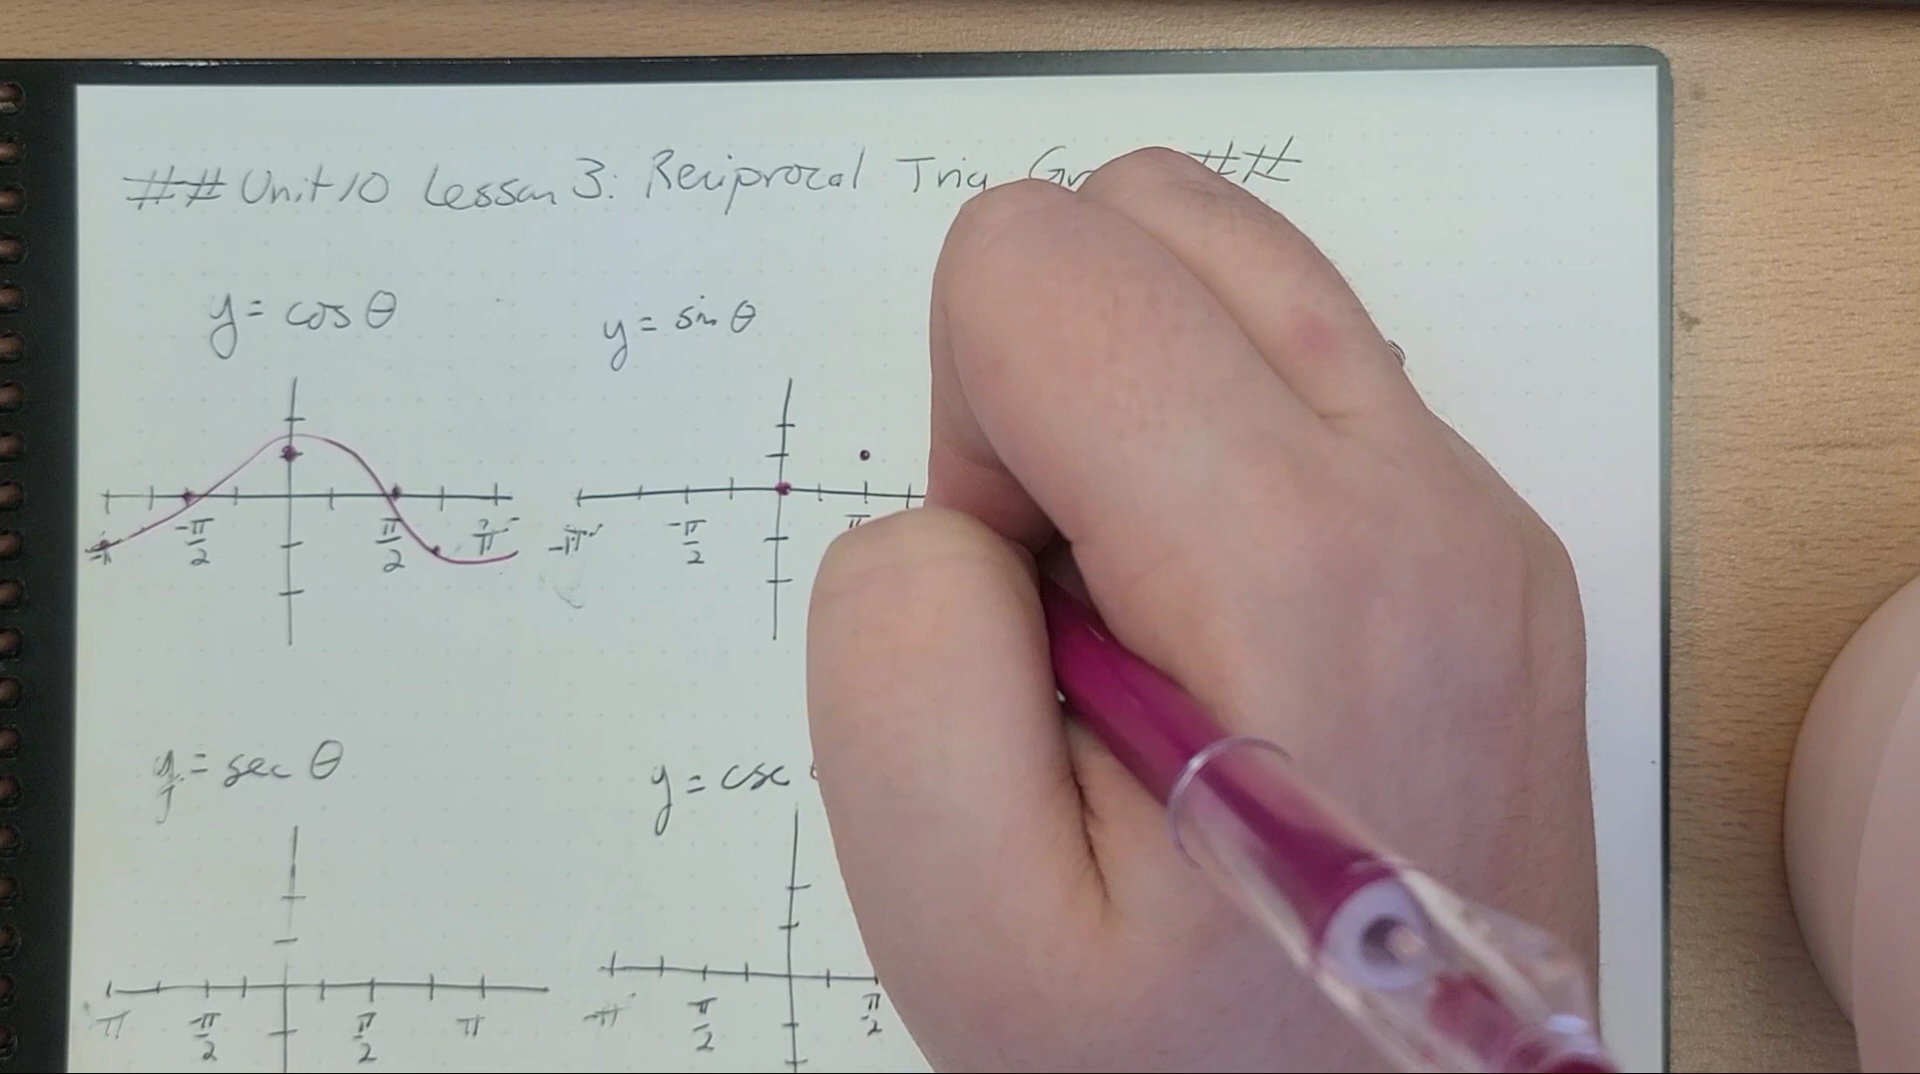 ## Unit 10 Lesson 3: Reciprocal Trig ##
y = cos θ
y = sin θ
-π/2
π/2
π
-π
-π/2
y = sec θ
y = csc
π
-π/2
π/2
π
-π
π/2
π/2